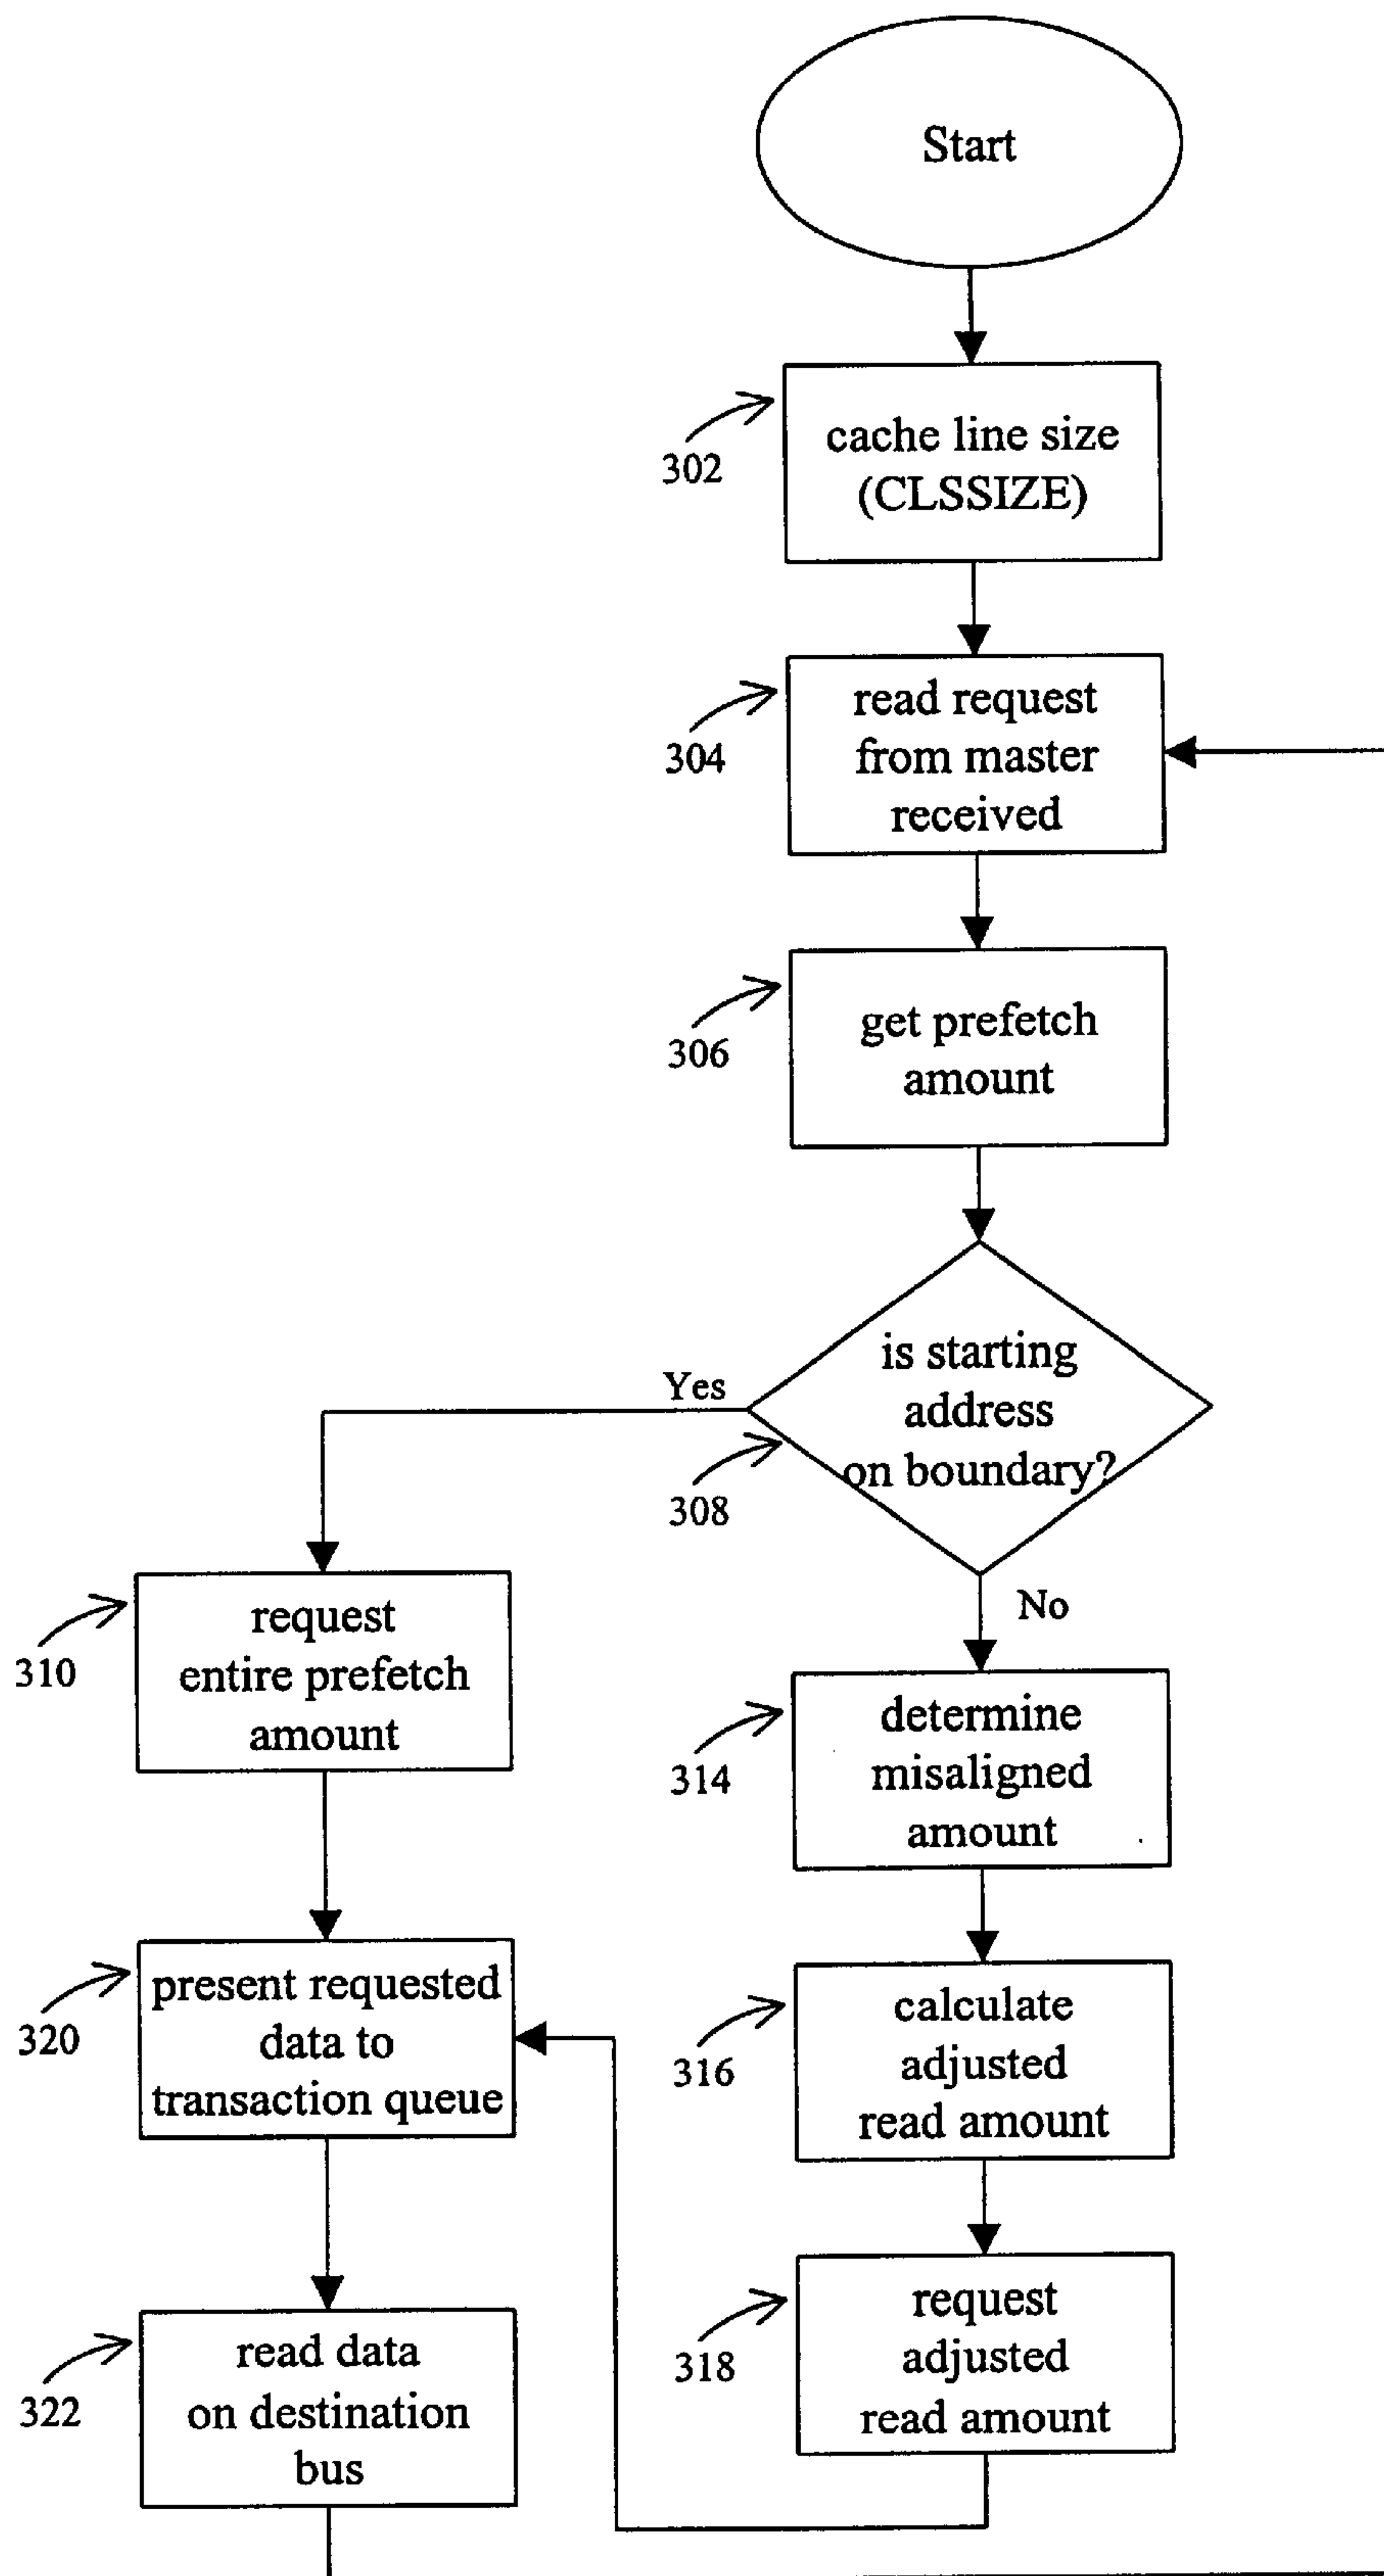 Start
302
cache line size
(CLSSIZE)
304
read request
from master
received
306
get prefetch
amount
is starting
address
on boundary?
Yes
308
No
310
request
entire prefetch
amount
314
determine
misaligned
amount
320
present requested
data to
transaction queue
316
calculate
adjusted
read amount
322
read data
on destination
bus
318
request
adjusted
read amount